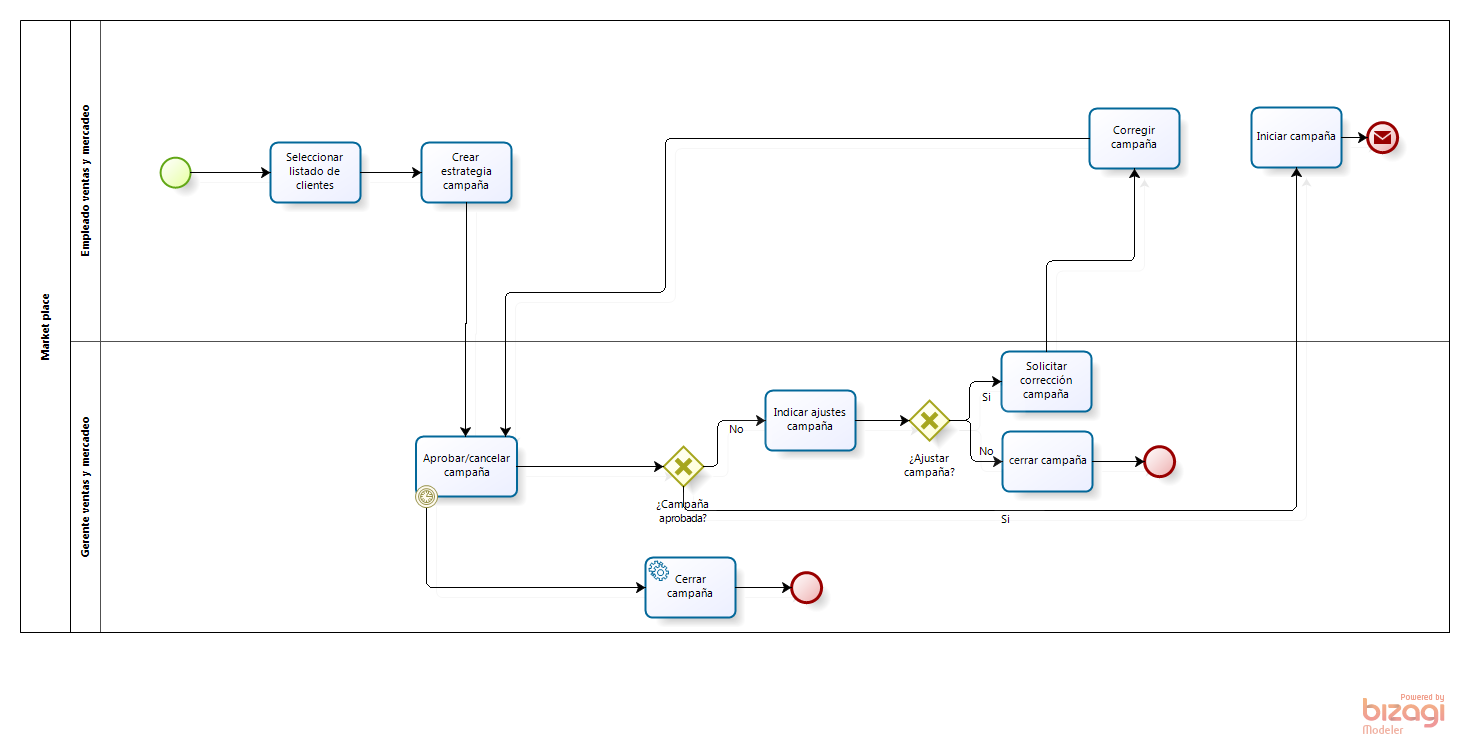 Market place
Empleado ventas y mercadeo
Seleccionar
listado de
clientes
Crear
estrategia
campaña
Corregir
campaña
Iniciar campaña
Gerente ventas y mercadeo
Aprobar/cancelar
campaña
¿Campaña
aprobada?
No
Indicar ajustes
campaña
¿Ajustar
campaña?
Si
Solicitar
corrección
campaña
No
cerrar campaña
Si
Cerrar
campaña
Powered by
bizagi
Modeler